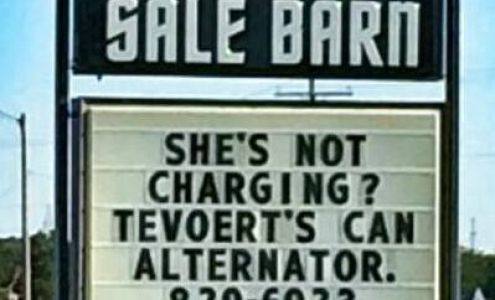 SALE BARN
SHE'S NOT
CHARGING?
TEVOERT'S CAN
ALTERNATOR.